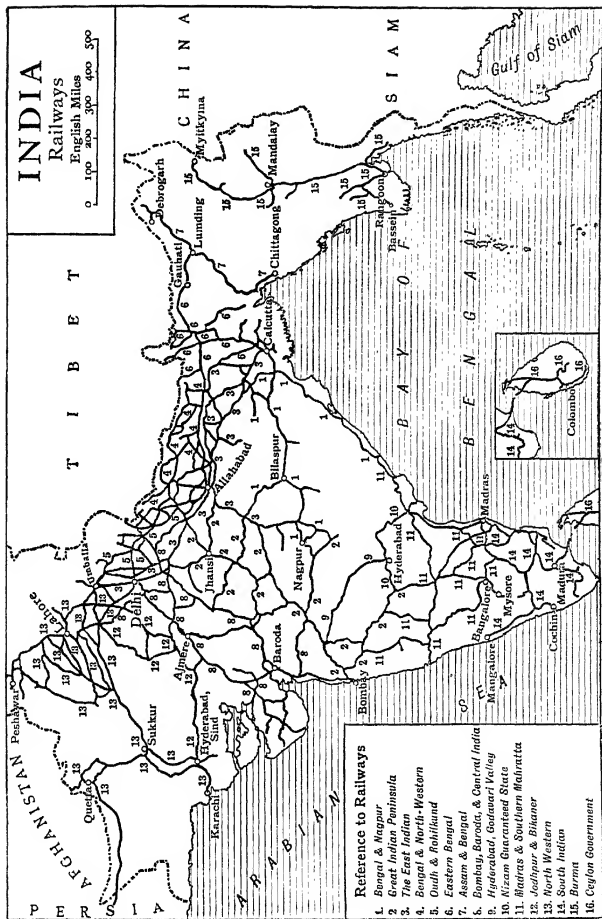 INDIA
Railways
English Miles
0 100 200 300 400 500
CHINA
SIAM
Gulf of Siam
TIBET
AFGHANISTAN
PERSIA
ARABIAN
SEA
BAY OF
BENGAL
Peshawar
Lahore
Umballa
Quetta
Sukkur
Delhi
Ajmere
Hyderabad,
Sind
Karachi
Jhansi
Allahabad
Baroda
Bilaspur
Nagpur
Bombay
Hyderabad
Calcutta
Gauhati
Lumding
Debrogarh
Chittagong
Myitkyina
Mandalay
Rangoon
Bassein
Madras
Bangalore
Mysore
Mangalore
Cochin
Madura
Colombo
Reference to Railways
1. Bengal & Nagpur
2 Great Indian Peninsula
3. The East Indian
4. Bengal & North-Western
5. Oudh & Rohilkund
6. Eastern Bengal
7. Assam & Bengal
8. Bombay, Baroda, & Central India
9. Hyderabad, Godavari Valley
10. Nizam Guaranteed State
11. Madras & Southern Mahratta
12. Jodhpur & Bikaner
13. North Western
14. South Indian
15. Burma
16. Ceylon Government